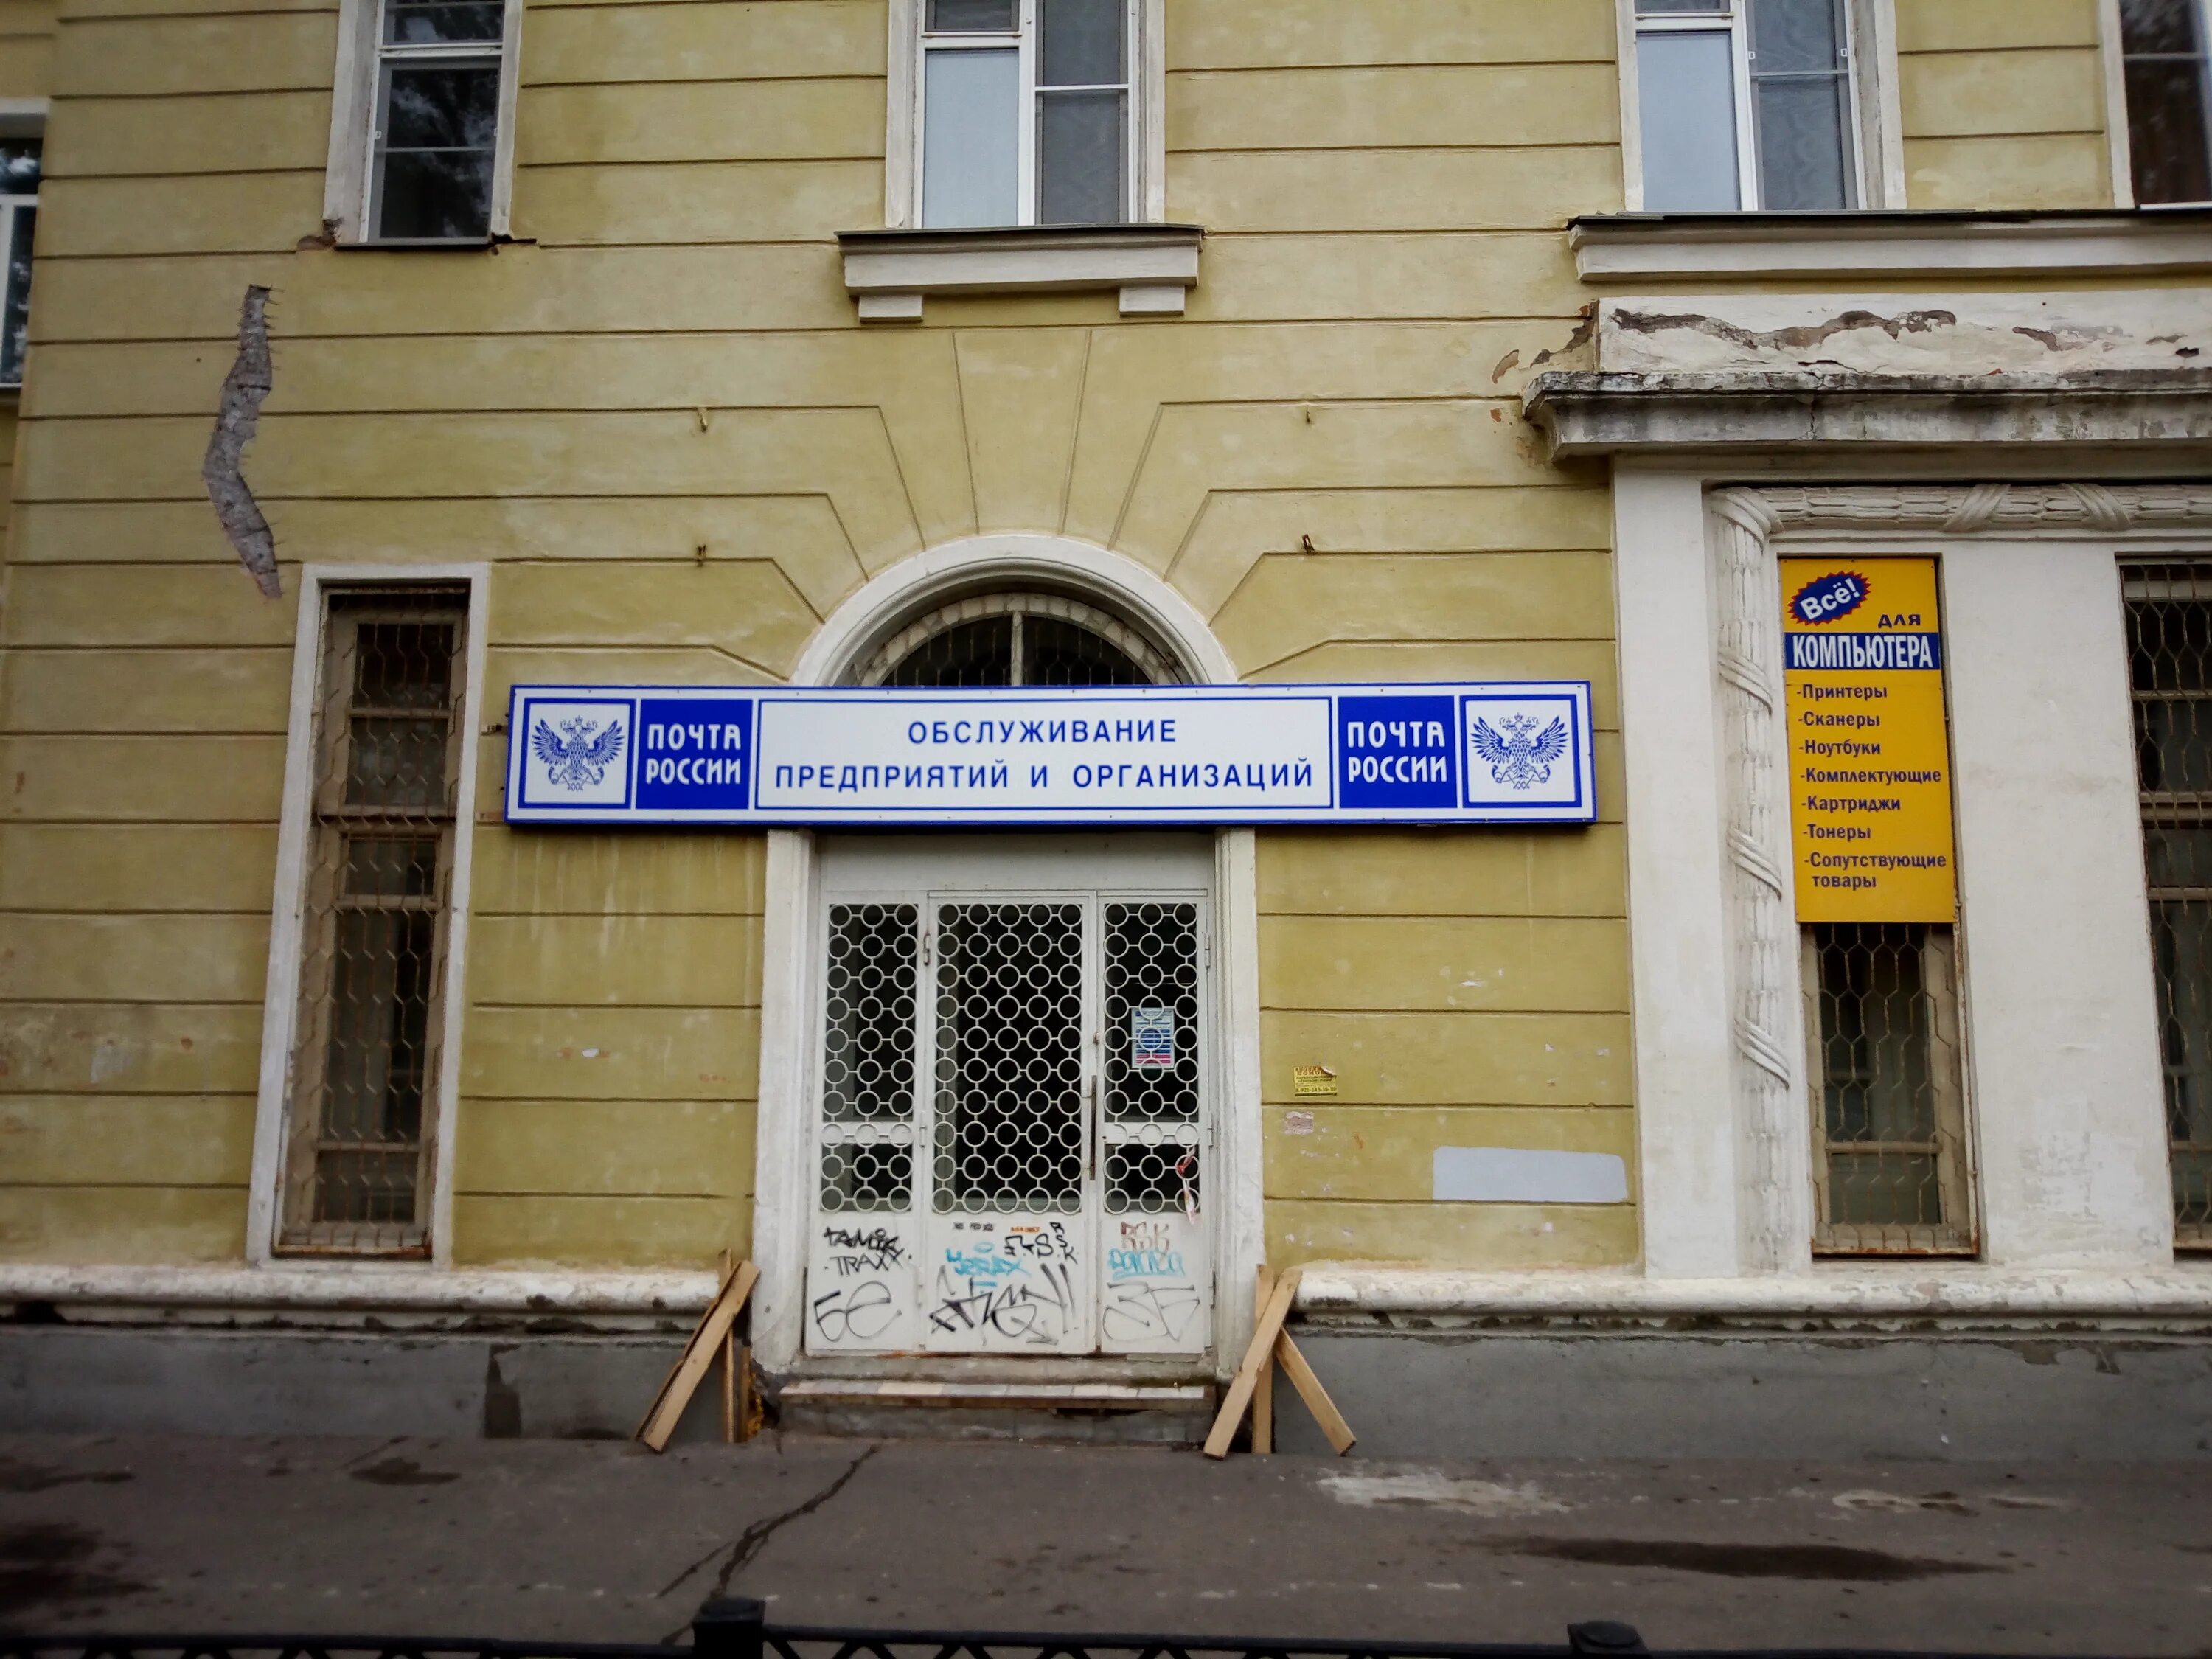 ПОЧТА
РОССИИ
ОБСЛУЖИВАНИЕ
ПРЕДПРИЯТИЙ И ОРГАНИЗАЦИЙ
ПОЧТА
РОССИИ
Всё!
для
КОМПЬЮТЕРА
-Принтеры
-Сканеры
-Ноутбуки
-Комплектующие
-Картриджи
-Тонеры
-Сопутствующие
товары
TRAXX